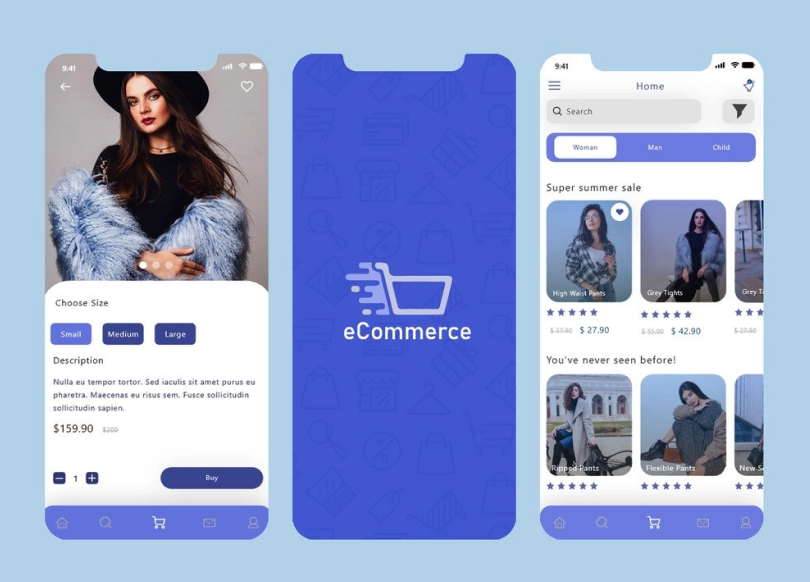 9:41
Choose Size
Small Medium Large
Description
Nulla eu tempor tortor. Sed iaculis sit amet purus eu
pharetra. Maecenas eu risus sem. Fusce sollicitudin
sollicitudin sapien.
$159.90 $200
1 Buy
eCommerce
9:41
Home
Search
Woman Man Child
Super summer sale
High Waist Pants Grey Tights Grey Ti
$ 37.90 $ 27.90 $ 55.90 $ 42.90 $ 27.90
You've never seen before!
Ripped Pants Flexible Pants New S